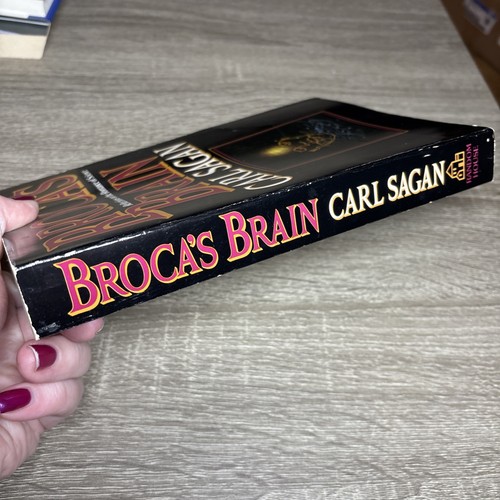 BROCA'S BRAIN CARL SAGAN RANDOM HOUSE
CARL SAGAN
BRAIN
BROCA'S